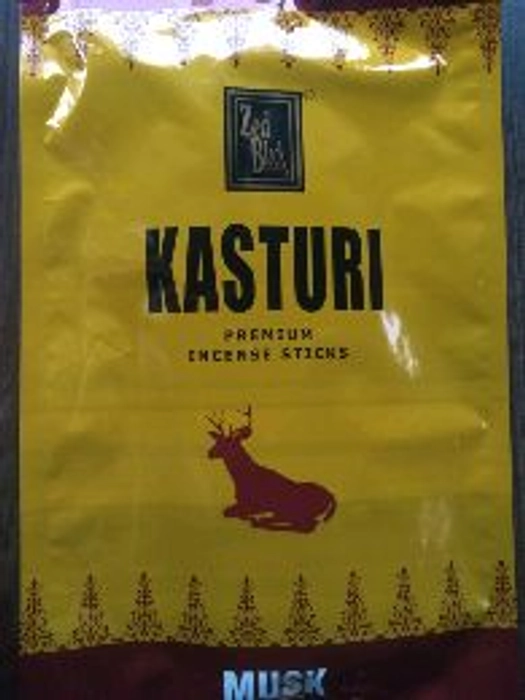 Zed
Black
KASTURI
PREMIUM
INCENSE STICKS
MUSK